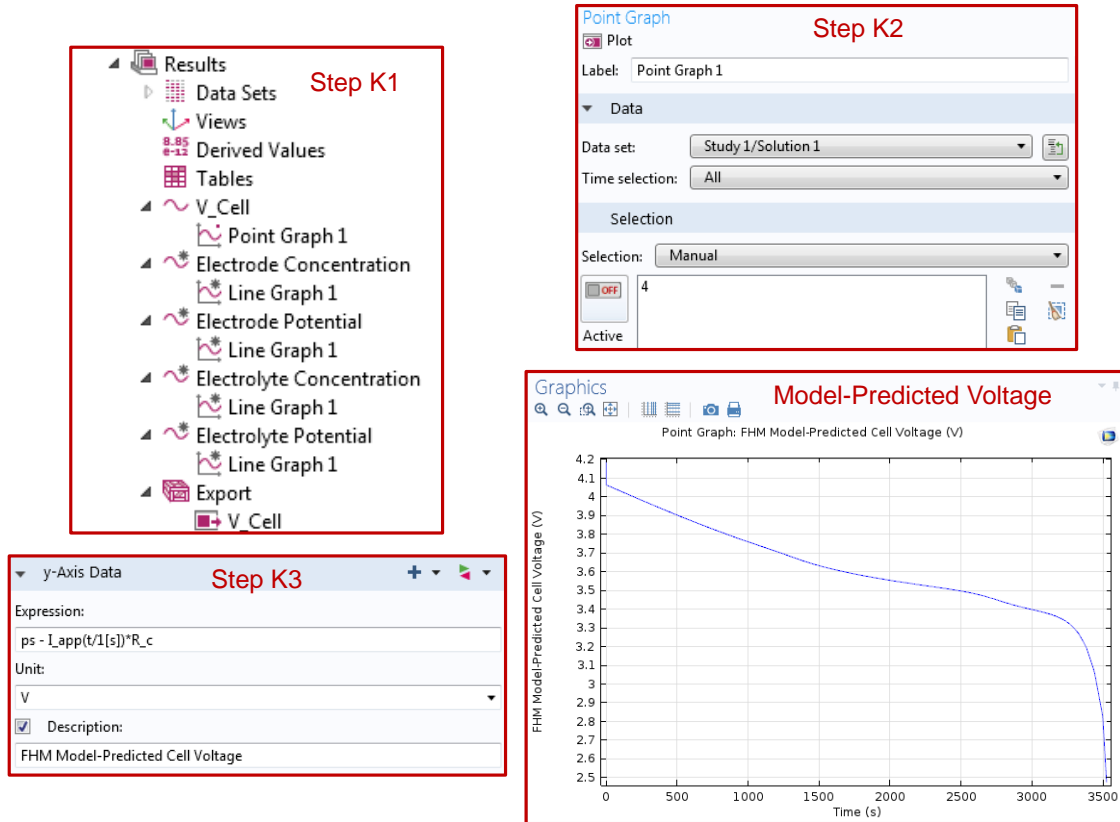 Step K1
Results
Data Sets
Views
8.85
e-12 Derived Values
Tables
V_Cell
Point Graph 1
Electrode Concentration
Line Graph 1
Electrode Potential
Line Graph 1
Electrolyte Concentration
Line Graph 1
Electrolyte Potential
Line Graph 1
Export
V_Cell
Step K2
Point Graph
Plot
Label: Point Graph 1
Data
Data set: Study 1/Solution 1
Time selection: All
Selection
Selection: Manual
OFF
4
Active
Step K3
y-Axis Data
Expression:
ps - I_app(t/1[s])*R_c
Unit:
V
Description:
FHM Model-Predicted Cell Voltage
Graphics
Model-Predicted Voltage
Point Graph: FHM Model-Predicted Cell Voltage (V)
FHM Model-Predicted Cell Voltage (V)
4.2
4.1
4
3.9
3.8
3.7
3.6
3.5
3.4
3.3
3.2
3.1
3
2.9
2.8
2.7
2.6
2.5
0 500 1000 1500 2000 2500 3000 3500
Time (s)